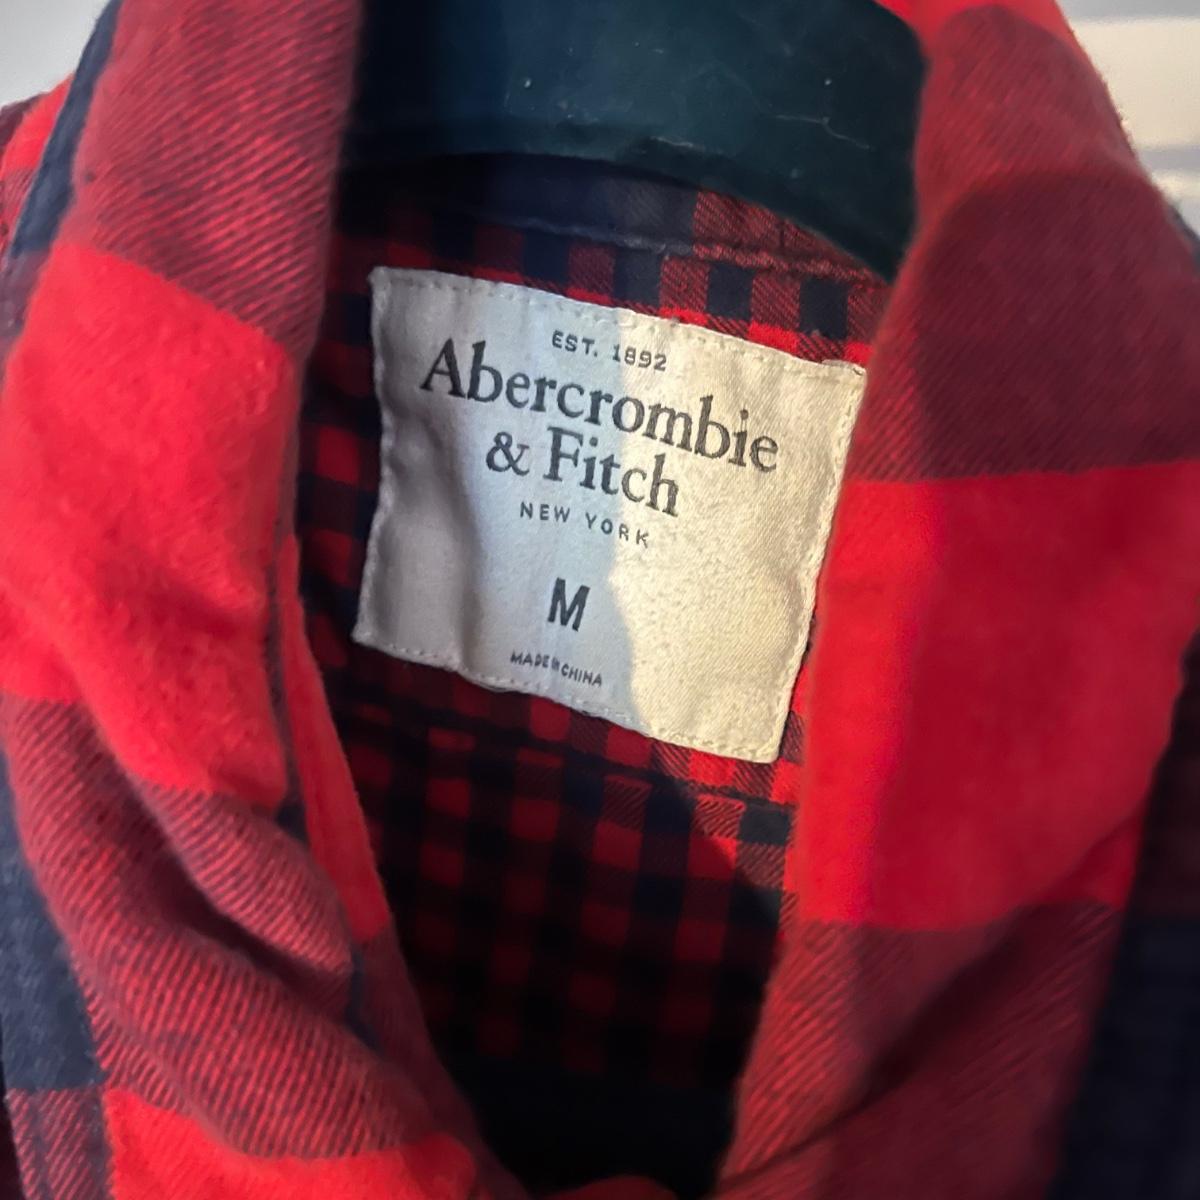 EST. 1892
Abercrombie
& Fitch
NEW YORK
M
MADE IN CHINA